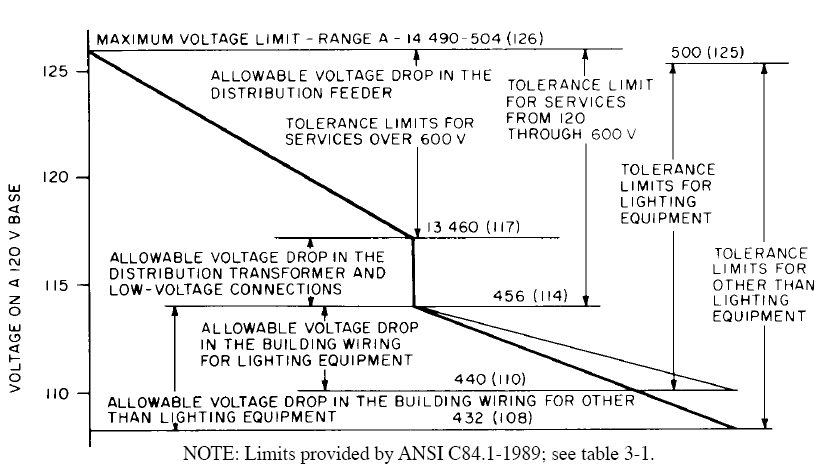 MAXIMUM VOLTAGE LIMIT - RANGE A - 14 490-504 (126)
500 (125)
125
ALLOWABLE VOLTAGE DROP IN THE
DISTRIBUTION FEEDER
TOLERANCE LIMIT
FOR SERVICES
FROM 120
THROUGH 600 V
TOLERANCE LIMITS FOR
SERVICES OVER 600 V
120
TOLERANCE
LIMITS FOR
LIGHTING
EQUIPMENT
VOLTAGE ON A 120 V BASE
13 460 (117)
ALLOWABLE VOLTAGE DROP IN THE
DISTRIBUTION TRANSFORMER AND
LOW-VOLTAGE CONNECTIONS
TOLERANCE
LIMITS FOR
OTHER THAN
LIGHTING
EQUIPMENT
115
456 (114)
ALLOWABLE VOLTAGE DROP
IN THE BUILDING WIRING
FOR LIGHTING EQUIPMENT
440 (110)
110
ALLOWABLE VOLTAGE DROP IN THE BUILDING WIRING FOR OTHER
THAN LIGHTING EQUIPMENT
432 (108)
NOTE: Limits provided by ANSI C84.1-1989; see table 3-1.